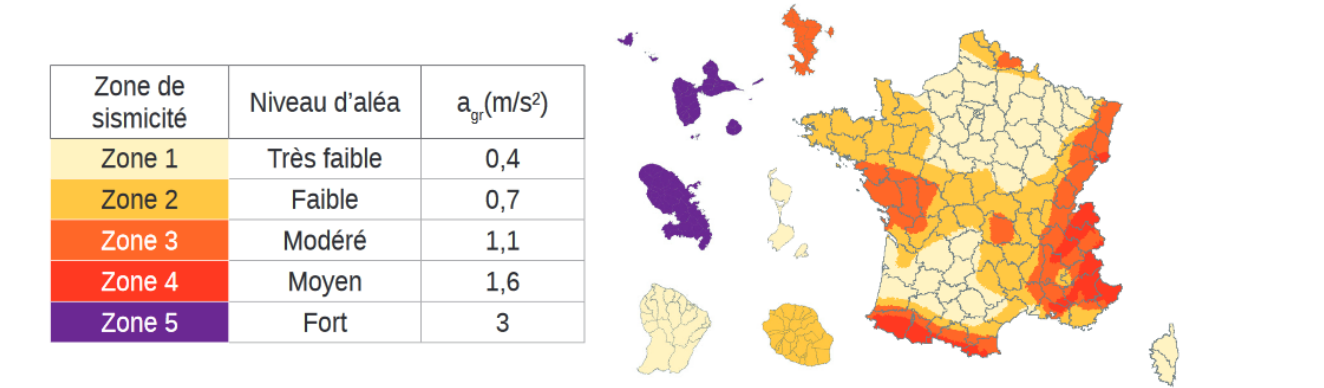 Zone de
sismicité
Niveau d’aléa
agr(m/s²)
Zone 1 Très faible 0,4
Zone 2 Faible 0,7
Zone 3 Modéré 1,1
Zone 4 Moyen 1,6
Zone 5 Fort 3